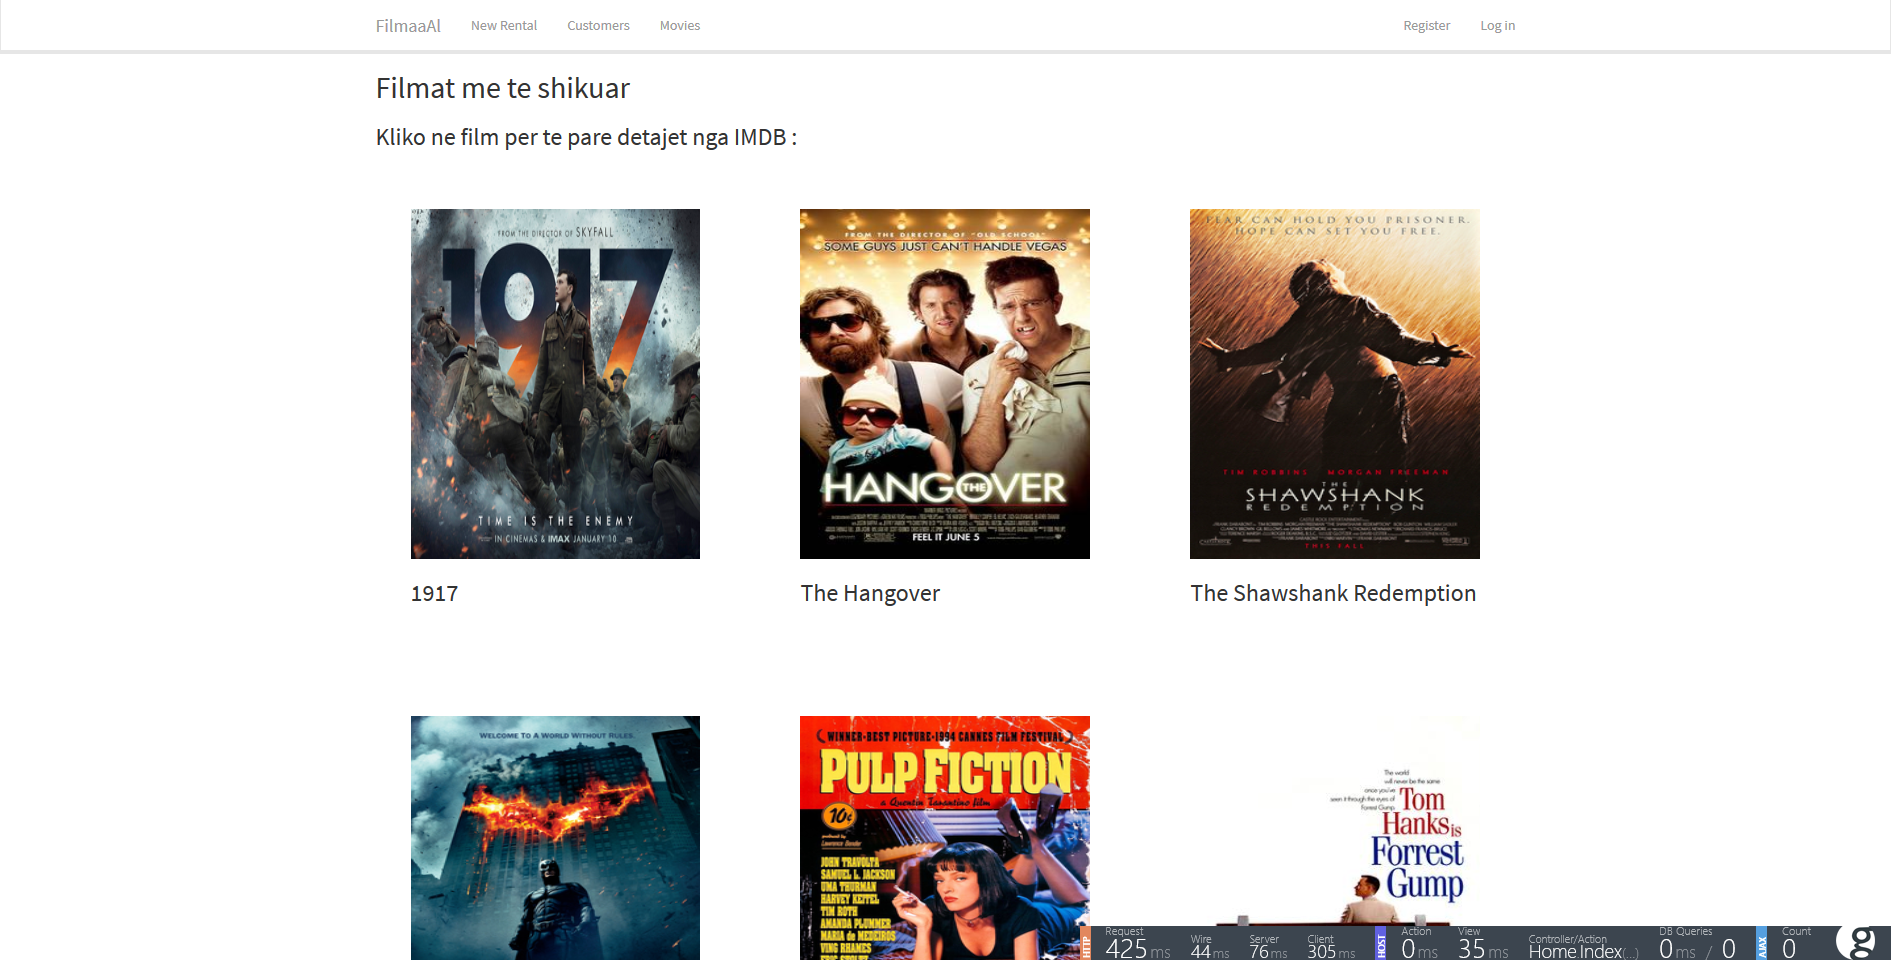 FilmaaAl
New Rental
Customers
Movies
Register
Log in
Filmat me te shikuar
Kliko ne film per te pare detajet nga IMDB :
FROM THE DIRECTOR OF SKYFALL
1917
TIME IS THE ENEMY
IN CINEMAS & IMAX JANUARY 10
FROM THE DIRECTOR OF "OLD SCHOOL"
SOME GUYS JUST CAN'T HANDLE VEGAS
THE HANGOVER
FEEL IT JUNE 5
FEAR CAN HOLD YOU PRISONER.
HOPE CAN SET YOU FREE.
TIM ROBBINS MORGAN FREEMAN
THE
SHAWSHANK
REDEMPTION
THIS FALL
1917
The Hangover
The Shawshank Redemption
WELCOME TO A WORLD WITHOUT RULES.
WINNER-BEST PICTURE-1994 CANNES FILM FESTIVAL
PULP FICTION
a Quentin Tarantino film
10¢
produced by
Lawrence Bender
JOHN TRAVOLTA
SAMUEL L. JACKSON
UMA THURMAN
HARVEY KEITEL
TIM ROTH
AMANDA PLUMMER
MARIA de MEDEIROS
VING RHAMES
ERIC STOLTZ
The world
will never be the same
once you've
seen it through the eyes of
Forrest Gump.
Tom
Hanks is
Forrest
Gump
HTTP
Request
425 ms
Wire
44 ms
Server
76 ms
Client
305 ms
HOST
Action
0 ms
View
35 ms
Controller/Action
Home.Index(...)
DB Queries
0 ms / 0
AJAX
Count
0
g